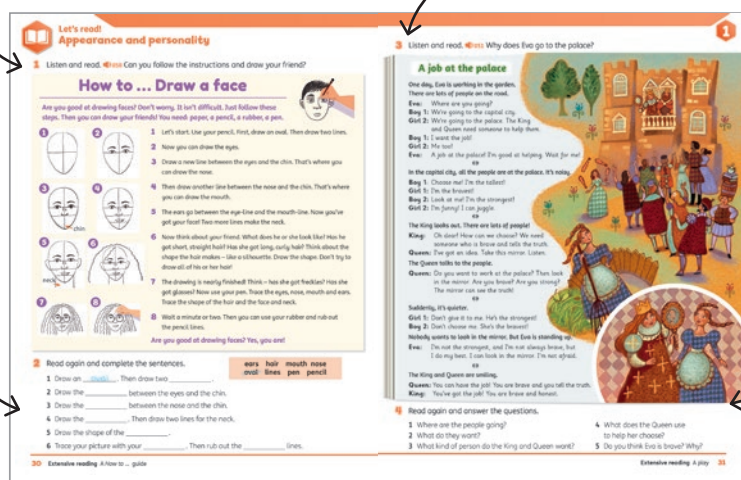 Let's read!
Appearance and personality
1 Listen and read. Can you follow the instructions and draw your friend?
How to ... Draw a face
Are you good at drawing faces? Don't worry. It isn't difficult. Just follow these
steps. Then you can draw your friends! You need: paper, a pencil, a rubber, a pen.
1
2
3
chin
4
5
neck
6
7
8
1 Let's start. Use your pencil. First, draw an oval. Then draw two lines.
2 Now you can draw the eyes.
3 Draw a new line between the eyes and the chin. That's where you
can draw the nose.
4 Then draw another line between the nose and the chin. That's where
you can draw the mouth.
5 The ears go between the eye-line and the mouth-line. Now you've
got your face! Two more lines make the neck.
6 Now think about your friend. What does he or she look like? Has he
got short, straight hair? Has she got long, curly hair? Think about the
shape the hair makes – like a silhouette. Draw the shape. Don't try to
draw all of his or her hair!
7 The drawing is nearly finished! Think – has she got freckles? Has she
got glasses? Now use your pen. Trace the eyes, nose, mouth and ears.
Trace the shape of the hair and the face and neck.
8 Wait a minute or two. Then you can use your rubber and rub out
the pencil lines.
Are you good at drawing faces? Yes, you are!
2 Read again and complete the sentences.
ears hair mouth nose
oval lines pen pencil
1 Draw an oval. Then draw two
2 Draw the between the eyes and the chin.
3 Draw the between the nose and the chin.
4 Draw the . Then draw two lines for the neck.
5 Draw the shape of the .
6 Trace your picture with your . Then rub out the lines.
30 Extensive reading A How to ... guide
1
3 Listen and read. Why does Eva go to the palace?
A job at the palace
One day, Eva is working in the garden.
There are lots of people on the road.
Eva: Where are you going?
Boy 1: We're going to the capital city.
Girl 2: We're going to the palace. The King
and Queen need someone to help them.
Boy 1: I want the job!
Girl 2: Me too!
Eva: A job at the palace! I'm good at helping. Wait for me!
In the capital city, all the people are at the palace. It's noisy.
Boy 1: Choose me! I'm the tallest!
Girl 1: I'm the bravest!
Boy 2: Look at me! I'm the strongest!
Girl 2: I'm funny! I can juggle.
The King looks out. There are lots of people!
King: Oh dear! How can we choose? We need
someone who is brave and tells the truth.
Queen: I've got an idea. Take this mirror. Listen.
The Queen talks to the people.
Queen: Do you want to work at the palace? Then look
in the mirror. Are you brave? Are you strong?
The mirror can see the truth!
Suddenly, it's quieter.
Girl 1: Don't give it to me. He's the strongest!
Boy 2: Don't choose me. She's the bravest!
Nobody wants to look in the mirror. But Eva is standing up.
Eva: I'm not the strongest, and I'm not always brave, but
I do my best. I can look in the mirror. I'm not afraid.
The King and Queen are smiling.
Queen: You can have the job! You are brave and you tell the truth.
King: You've got the job! You are brave and honest.
4 Read again and answer the questions.
1 Where are the people going?
2 What do they want?
3 What kind of person do the King and Queen want?
4 What does the Queen use
to help her choose?
5 Do you think Eva is brave? Why?
Extensive reading A play 31